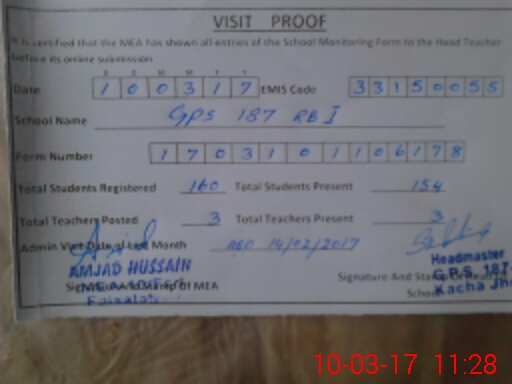 VISIT PROOF
It is certified that the MEA has shown all entries of the School Monitoring Form to the Head Teacher
before its online submission
D D M M Y Y
Date 1 0 0 3 1 7 EMIS Code 3 3 1 5 0 0 5 5
School Name GPS 187 RB I
Form Number 1 7 0 3 1 0 1 1 0 6 1 7 8
Total Students Registered 160 Total Students Present 154
Total Teachers Posted 3 Total Teachers Present 3
Admin Visit Date of Last Month AEO 14/02/2017
AMJAD HUSSAIN
Signature And Stamp Of MEA
Faisalab
Headmaster
G.P.S. 187
Signature And Stamp Of Head
School
Kacha Jh
10-03-17 11:28